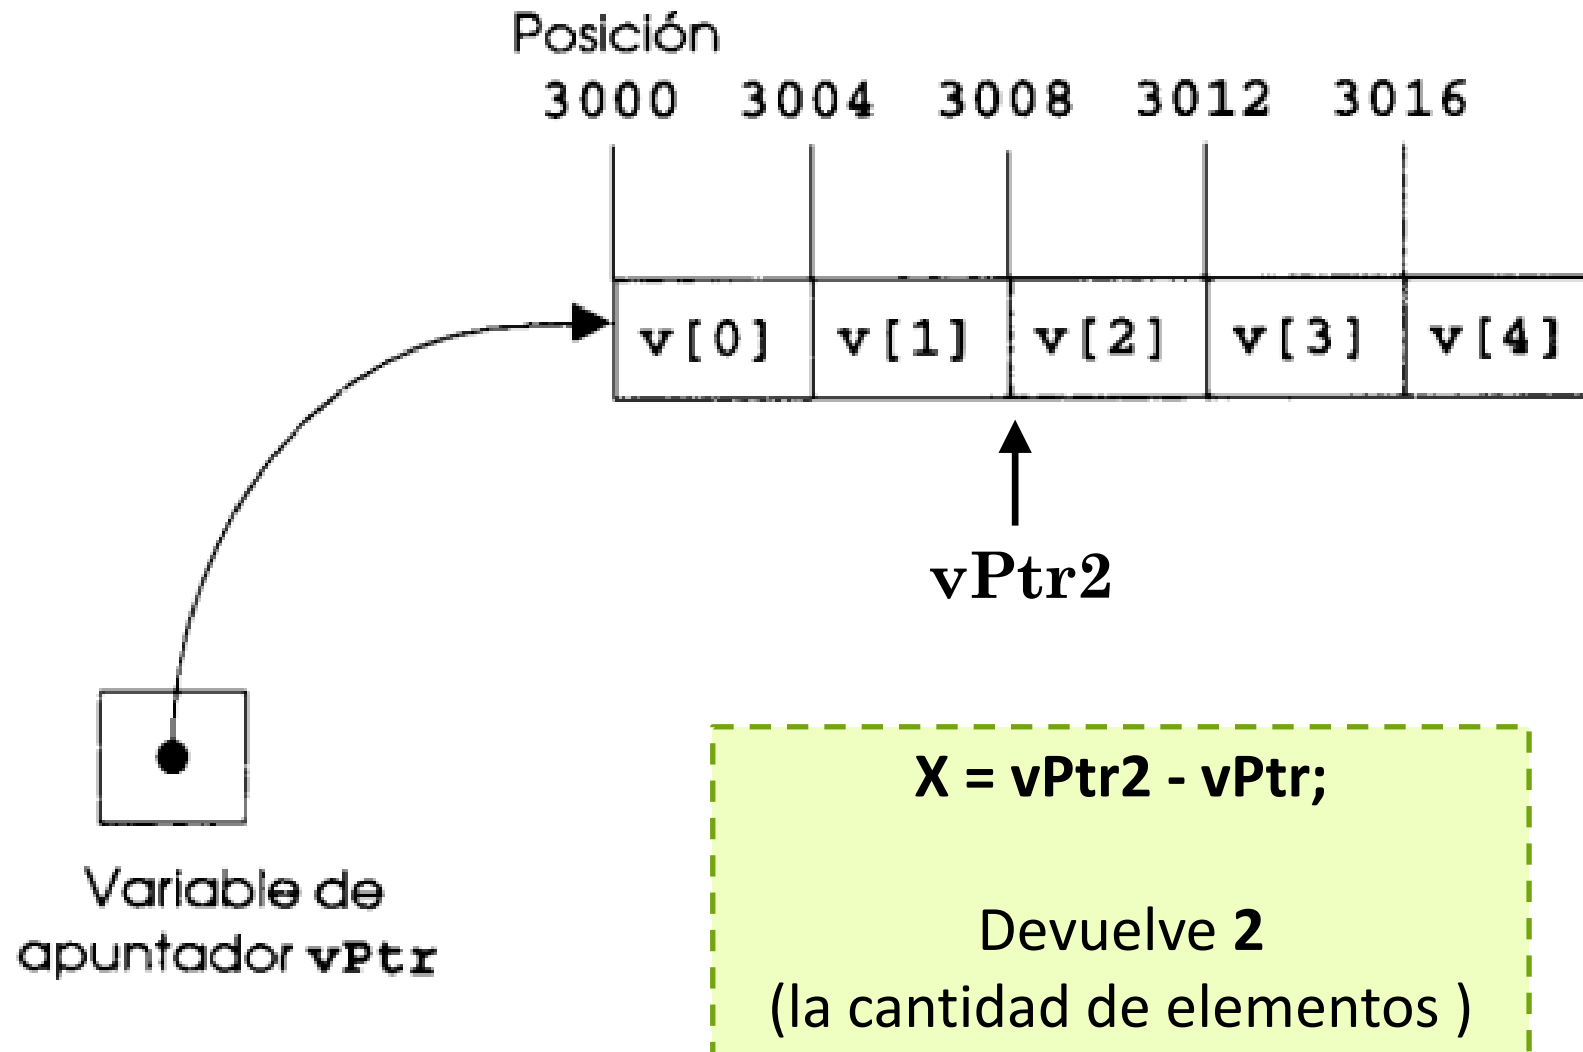 Posición
3000 3004 3008 3012 3016
v[0] v[1] v[2] v[3] v[4]
vPtr2
Variable de
apuntador vPtr
X = vPtr2 - vPtr;
Devuelve 2
(la cantidad de elementos )